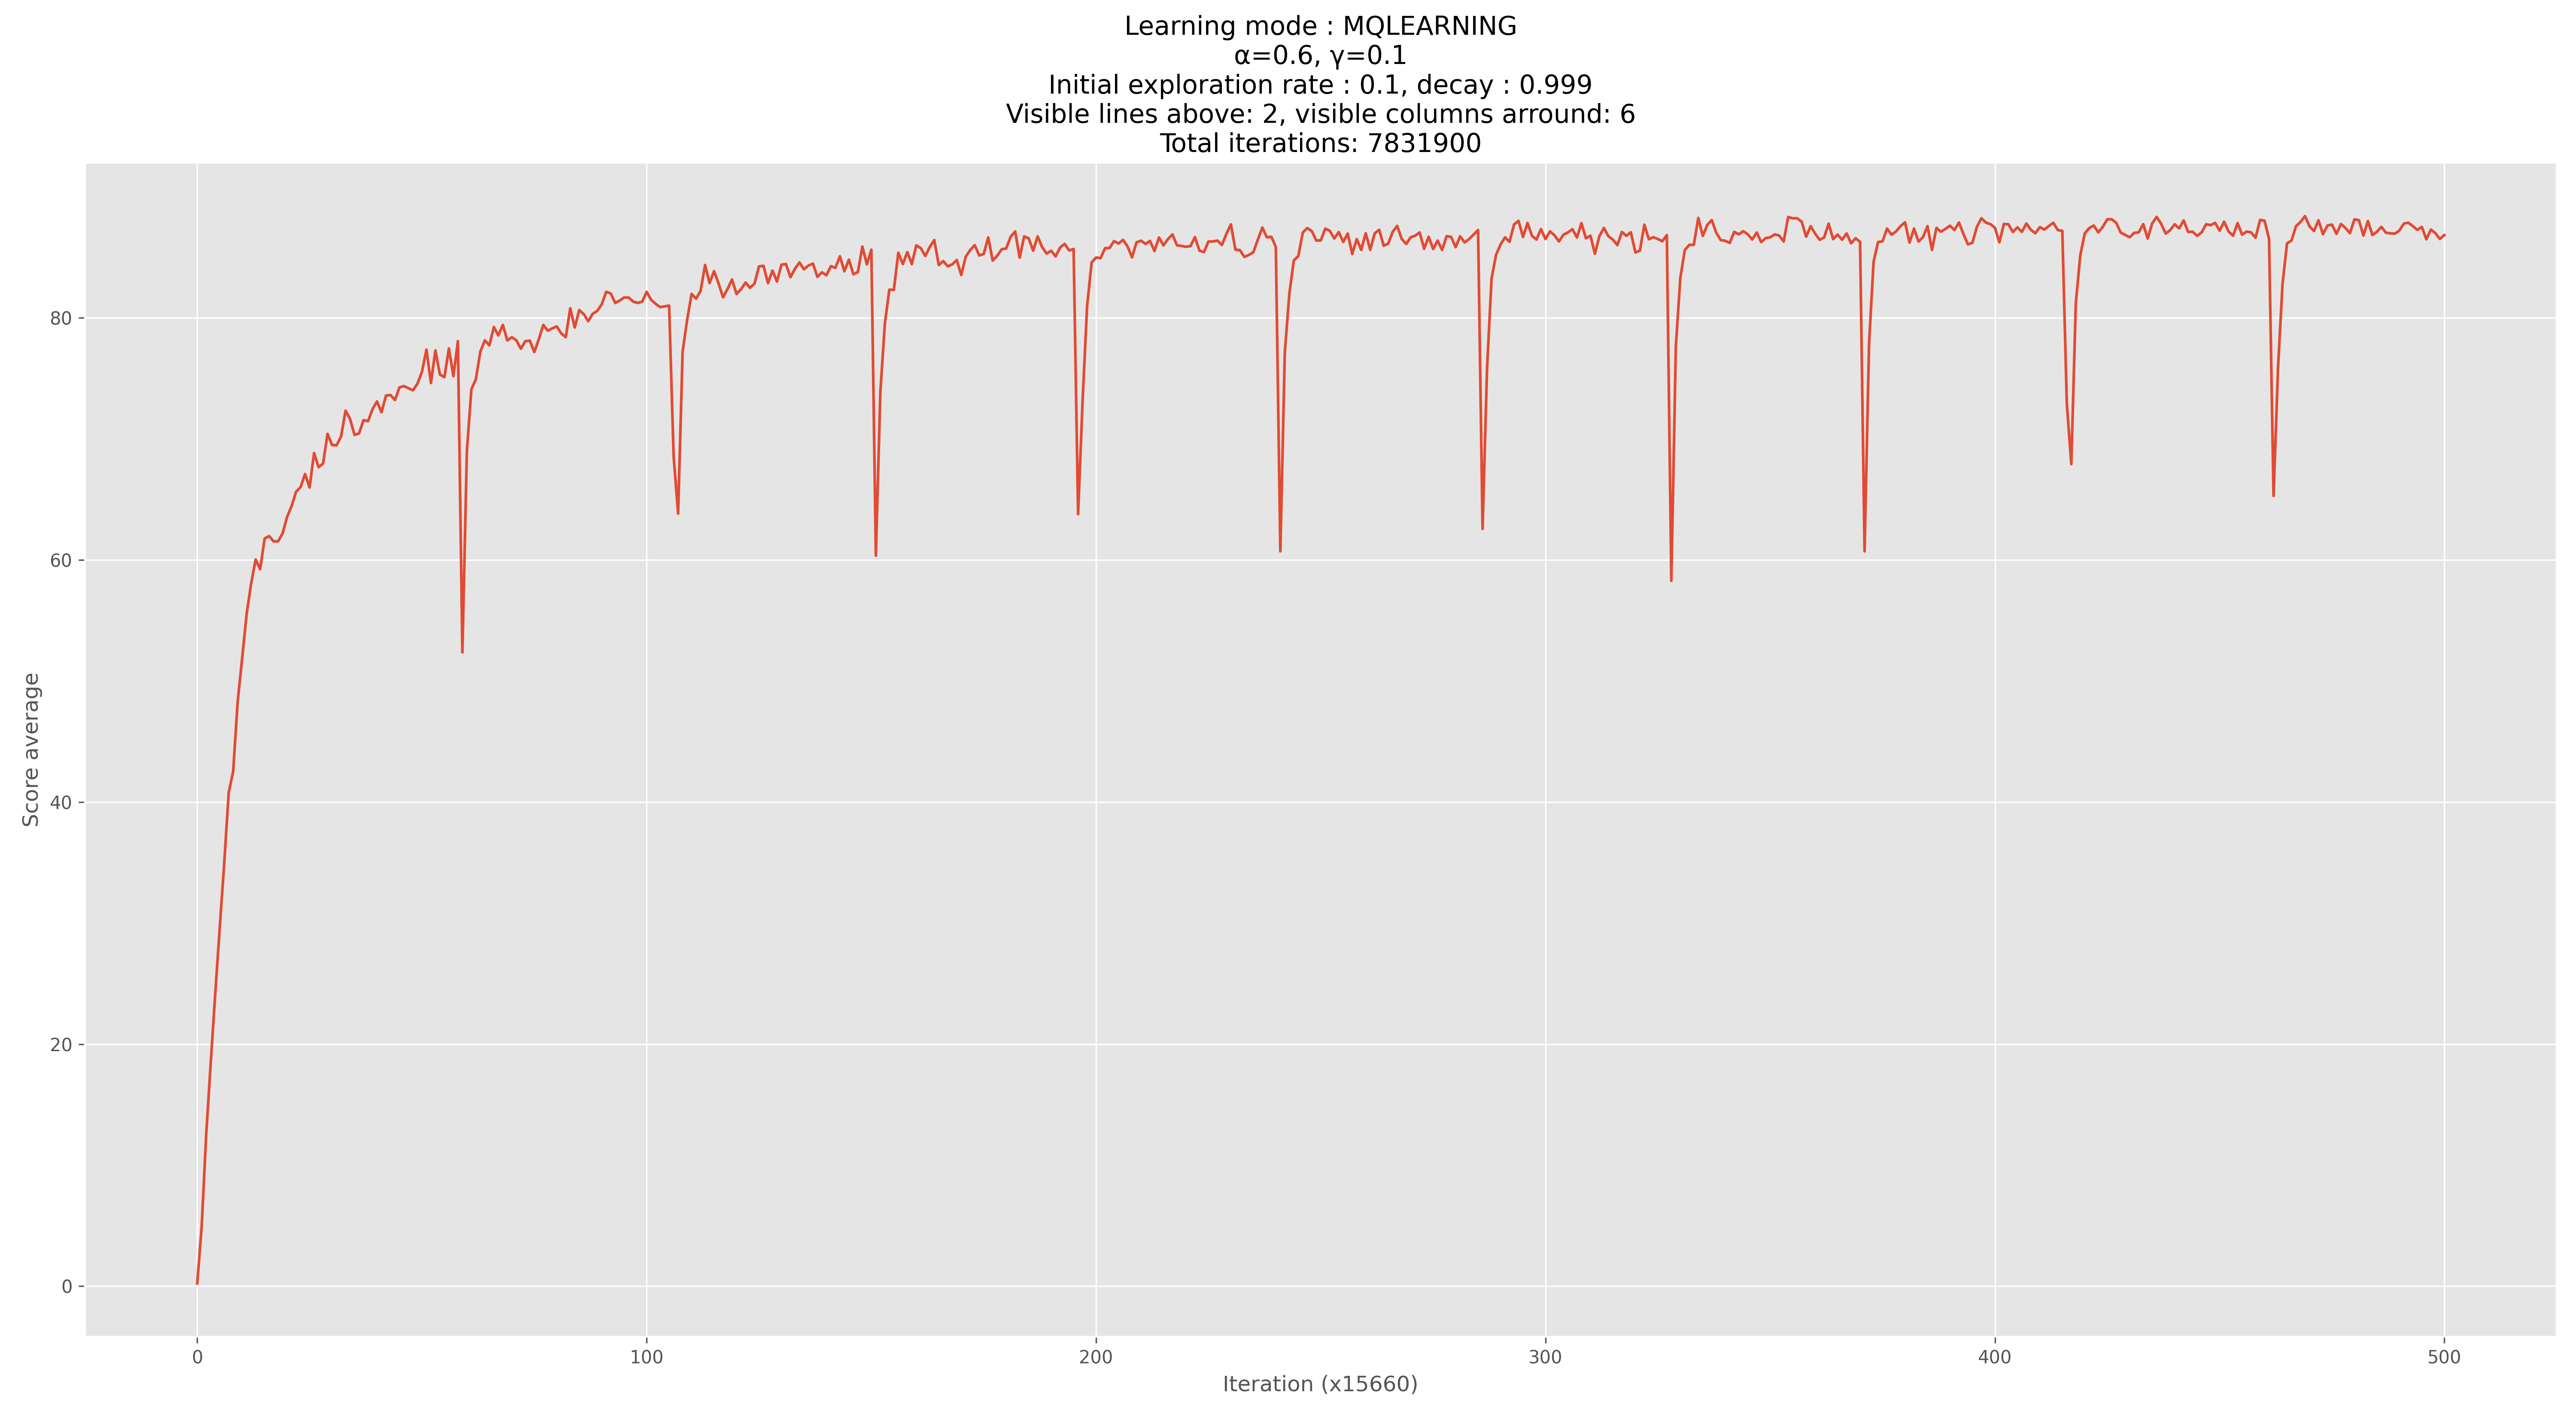 Learning mode : MQLEARNING
α=0.6, γ=0.1
Initial exploration rate : 0.1, decay : 0.999
Visible lines above: 2, visible columns arround: 6
Total iterations: 7831900
80
60
40
20
0
Score average
0 100 200 300 400 500
Iteration (x15660)